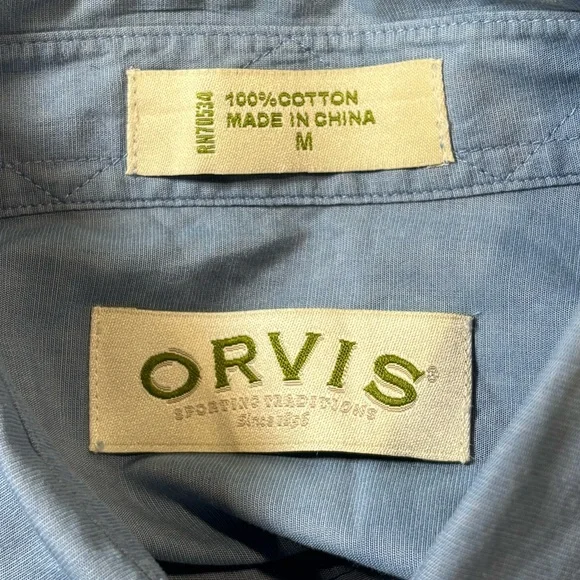 RN70534
100%COTTON
MADE IN CHINA
M
ORVIS®
SPORTING TRADITIONS
Since 1856